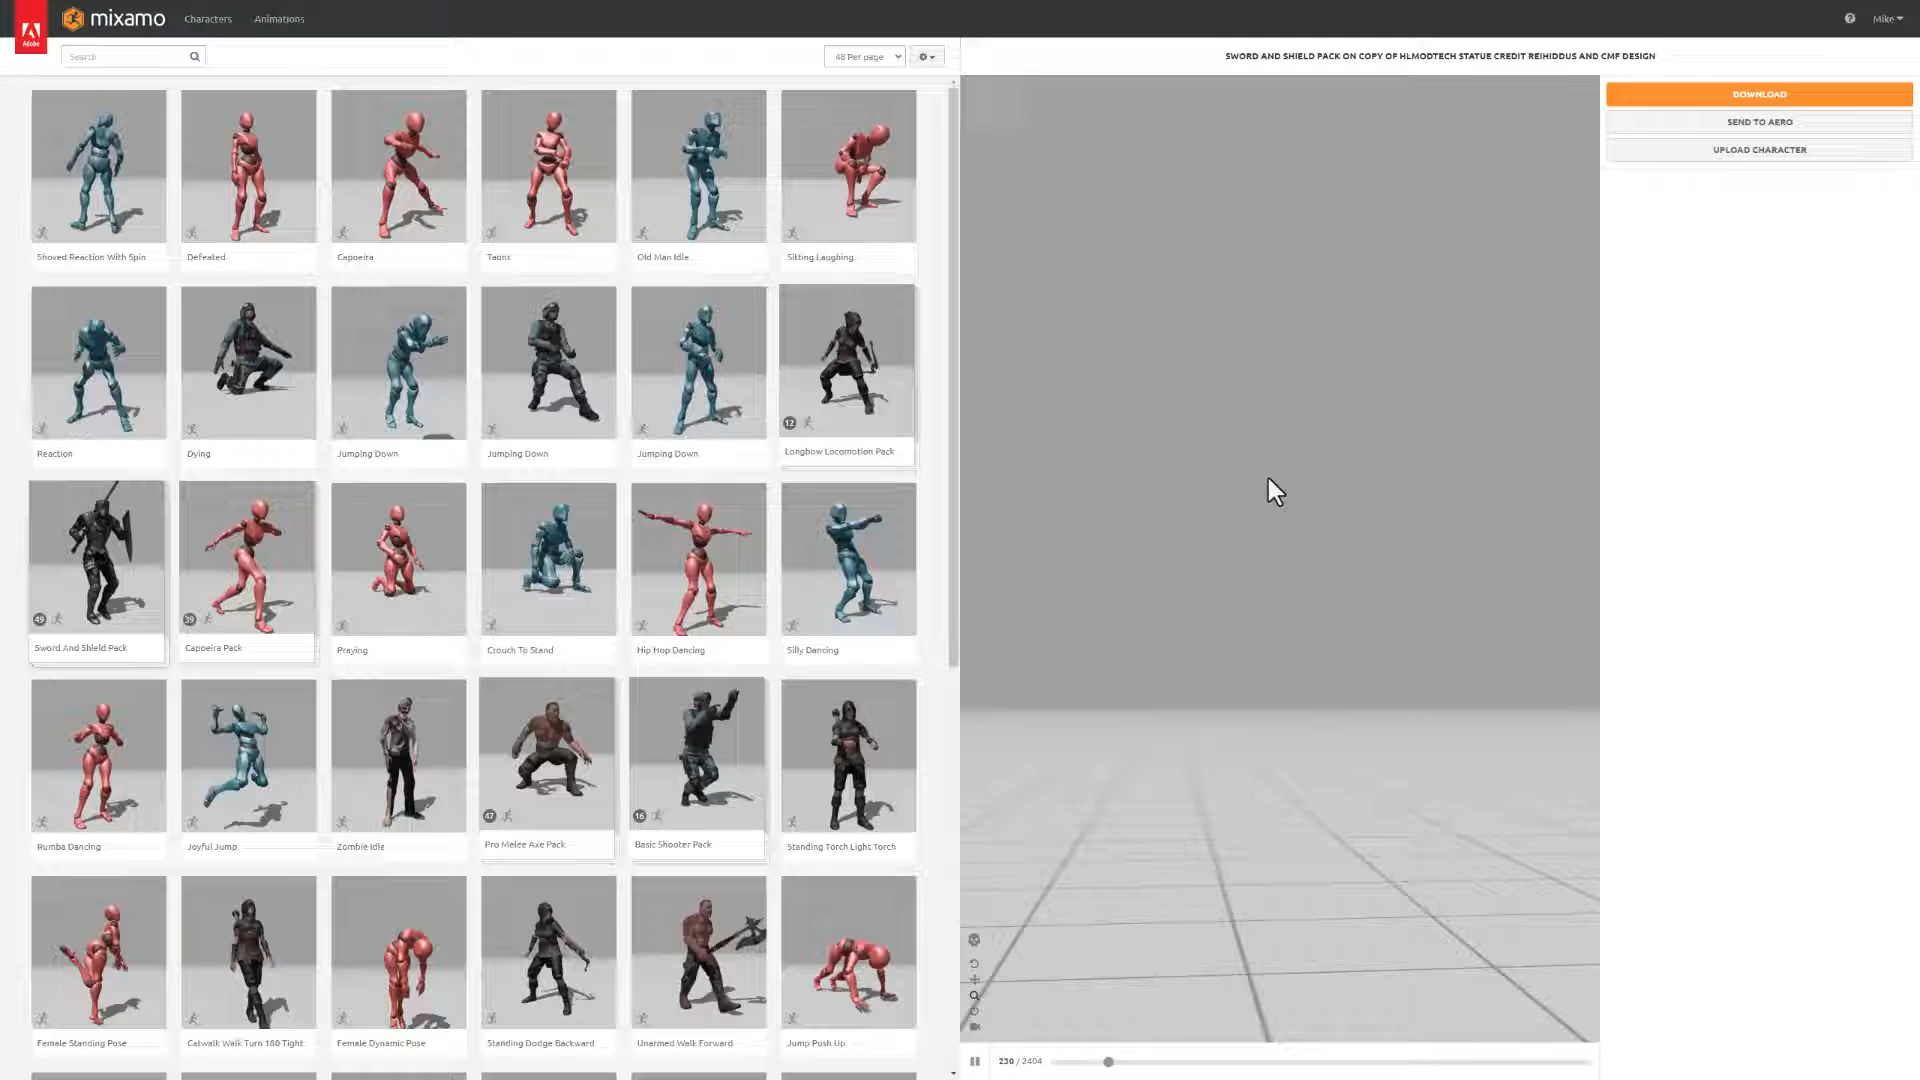 Adobe
mixamo
Characters
Animations
Mike
Search
48 Per page
SWORD AND SHIELD PACK ON COPY OF HLMODTECH STATUE CREDIT REIHIDDUS AND CMF DESIGN
DOWNLOAD
SEND TO AERO
UPLOAD CHARACTER
Shoved Reaction With Spin
Defeated
Capoeira
Taunt
Old Man Idle
Sitting Laughing
12
Reaction
Dying
Jumping Down
Jumping Down
Jumping Down
Longbow Locomotion Pack
49
39
Sword And Shield Pack
Capoeira Pack
Praying
Crouch To Stand
Hip Hop Dancing
Silly Dancing
47
16
Rumba Dancing
Joyful Jump
Zombie Idle
Pro Melee Axe Pack
Basic Shooter Pack
Standing Torch Light Torch
Female Standing Pose
Catwalk Walk Turn 180 Tight
Female Dynamic Pose
Standing Dodge Backward
Unarmed Walk Forward
Jump Push Up
230 / 2404